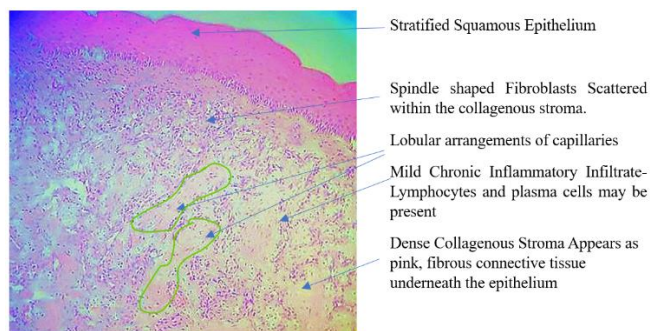 Stratified Squamous Epithelium
Spindle shaped Fibroblasts Scattered
within the collagenous stroma.
Lobular arrangements of capillaries
Mild Chronic Inflammatory Infiltrate-
Lymphocytes and plasma cells may be
present
Dense Collagenous Stroma Appears as
pink, fibrous connective tissue
underneath the epithelium